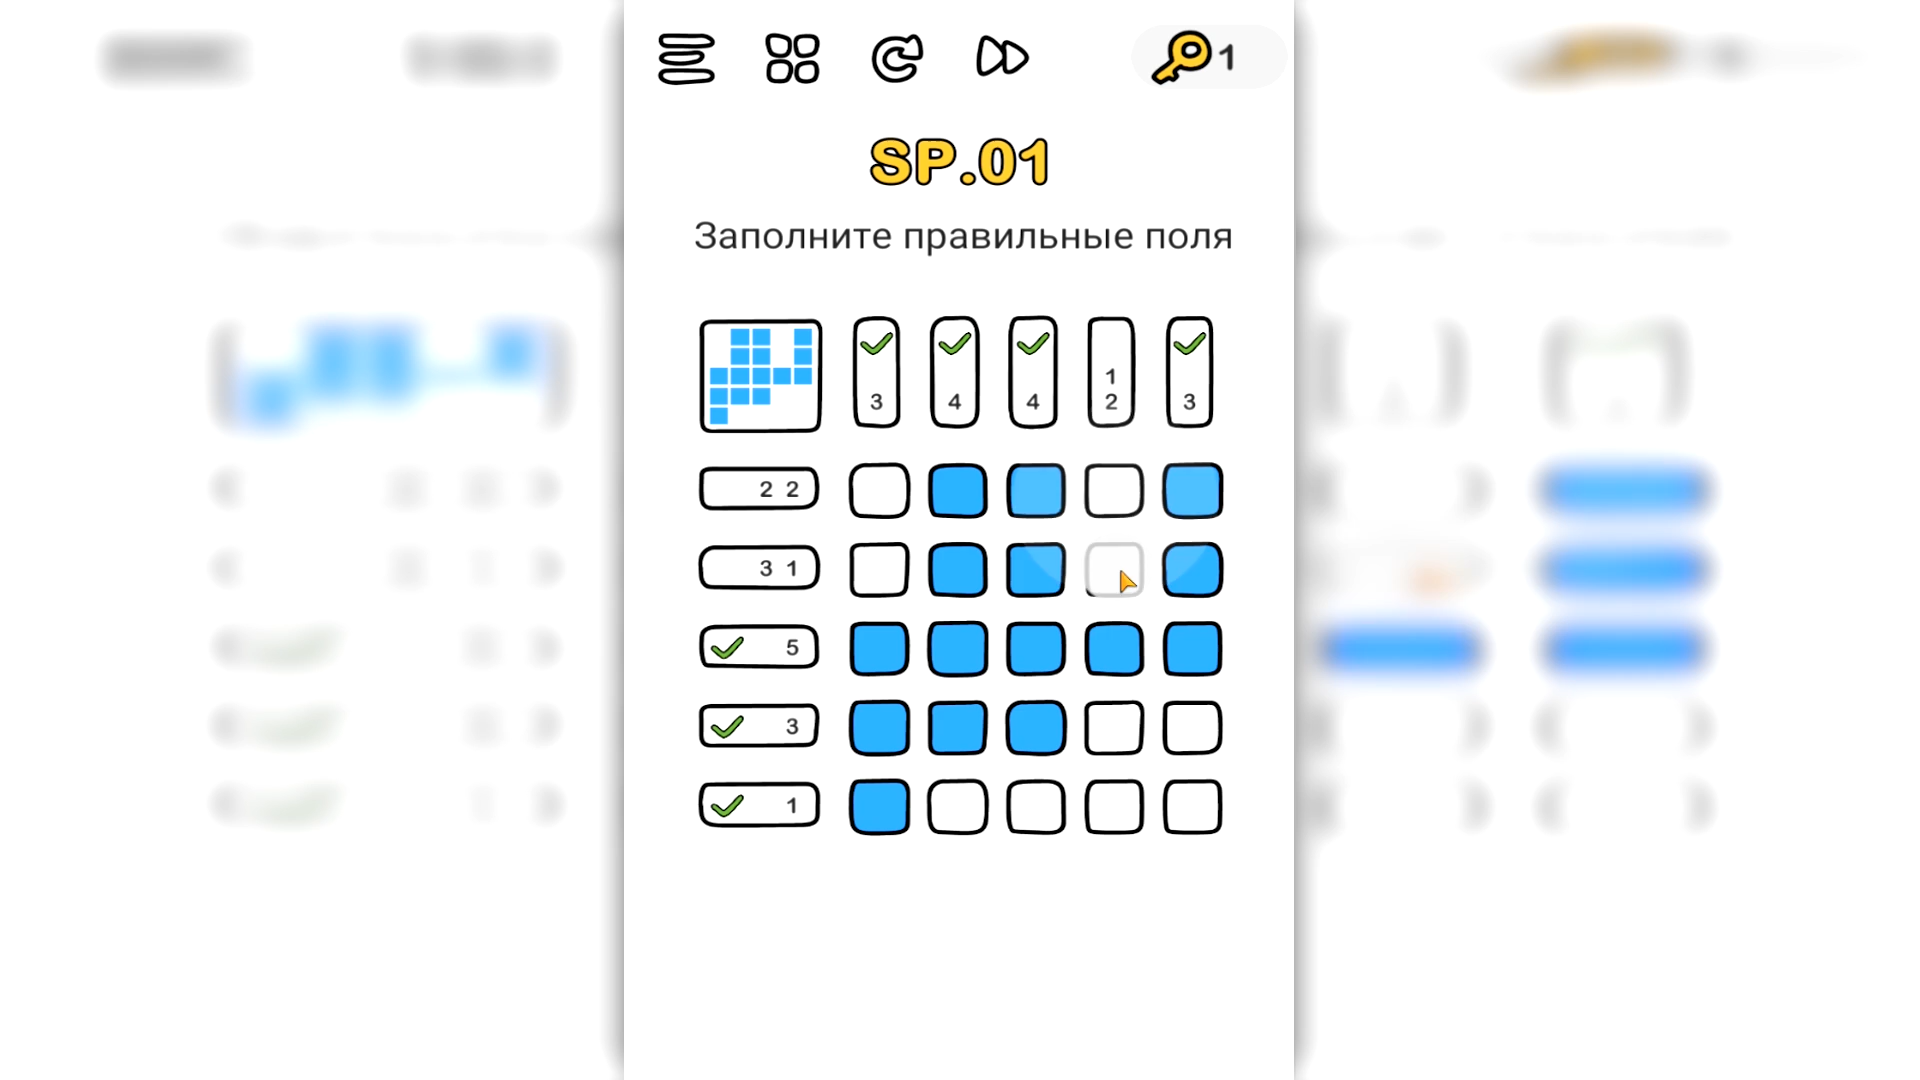 1
SP.01
Заполните правильные поля
3 4 4 1 3
2
2 2
3 1
5
3
1